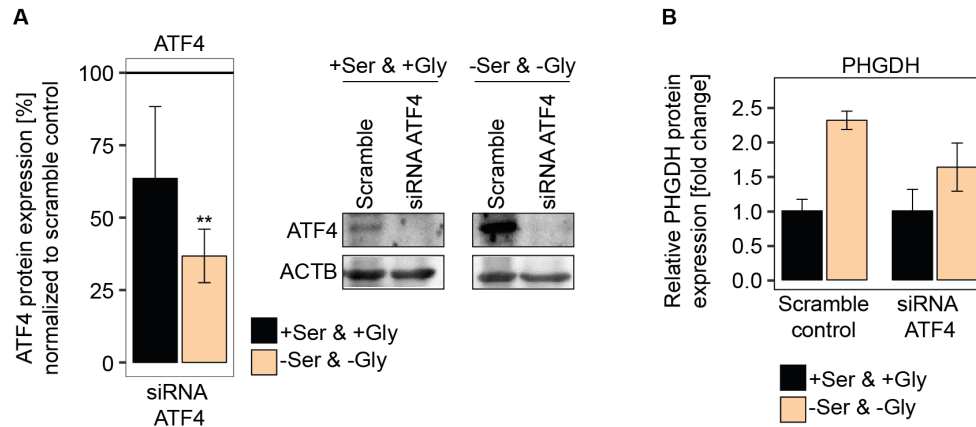 A
ATF4
ATF4 protein expression [%]
normalized to scramble control
100
75
50
25
0
**
siRNA
ATF4
+Ser & +Gly
-Ser & -Gly
+Ser & +Gly
-Ser & -Gly
Scramble
siRNA ATF4
Scramble
siRNA ATF4
ATF4
ACTB
B
PHGDH
Relative PHGDH protein
expression [fold change]
2.5
2.0
1.5
1.0
0.5
0.0
Scramble
control
siRNA
ATF4
+Ser & +Gly
-Ser & -Gly